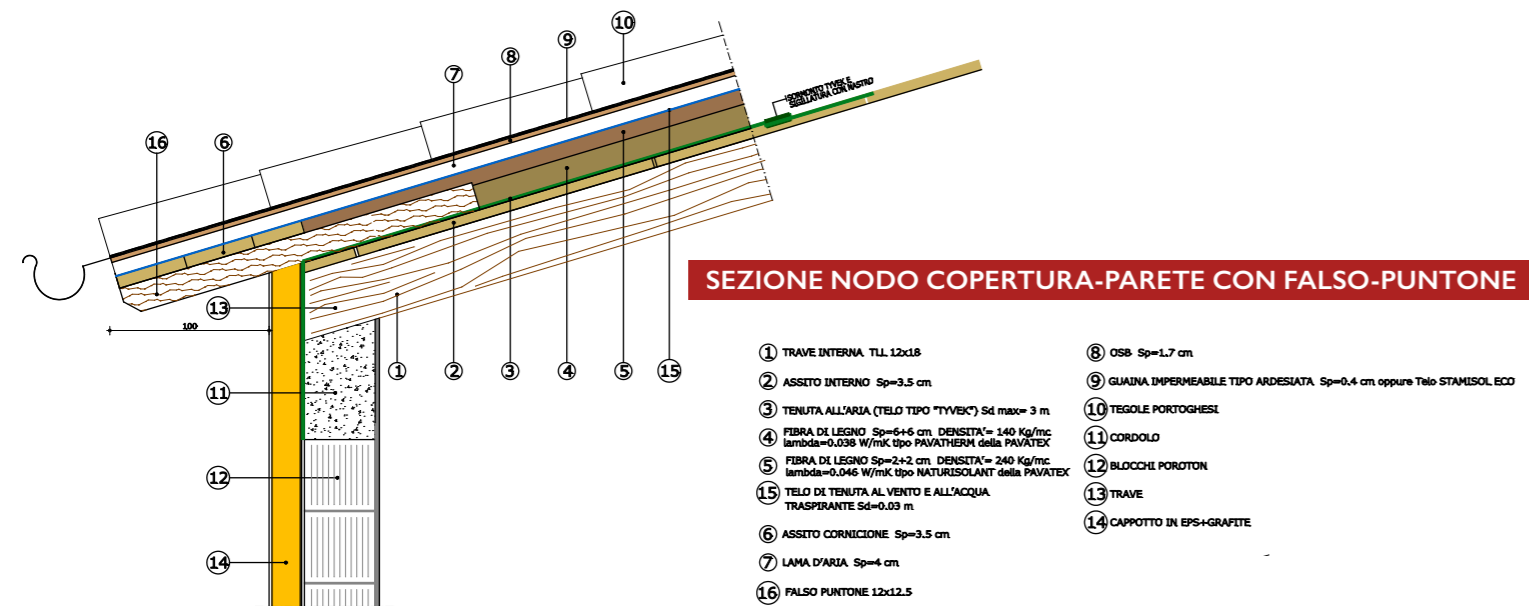 10
9
8
7
6
16
SORMONTO TYVEK E
SIGILLATURA CON NASTRO
13
100
11
1
2
3
4
5
15
12
14
SEZIONE NODO COPERTURA-PARETE CON FALSO-PUNTONE
1 TRAVE INTERNA TLL 12x18
2 ASSITO INTERNO Sp=3.5 cm
3 TENUTA ALL'ARIA (TELO TIPO "TYVEK") Sd max= 3 m
4 FIBRA DI LEGNO Sp=6+6 cm DENSITA'= 140 Kg/mc
lambda=0.038 W/mK tipo PAVATHERM della PAVATEX
5 FIBRA DI LEGNO Sp=2+2 cm DENSITA'= 240 Kg/mc
lambda=0.046 W/mK tipo NATURISOLANT della PAVATEX
15 TELO DI TENUTA AL VENTO E ALL'ACQUA
TRASPIRANTE Sd=0.03 m
6 ASSITO CORNICIONE Sp=3.5 cm
7 LAMA D'ARIA Sp=4 cm
16 FALSO PUNTONE 12x12.5
8 OSB Sp=1.7 cm
9 GUAINA IMPERMEABILE TIPO ARDESIATA Sp=0.4 cm oppure Telo STAMISOL ECO
10 TEGOLE PORTOGHESI
11 CORDOLO
12 BLOCCHI POROTON
13 TRAVE
14 CAPPOTTO IN EPS+GRAFITE